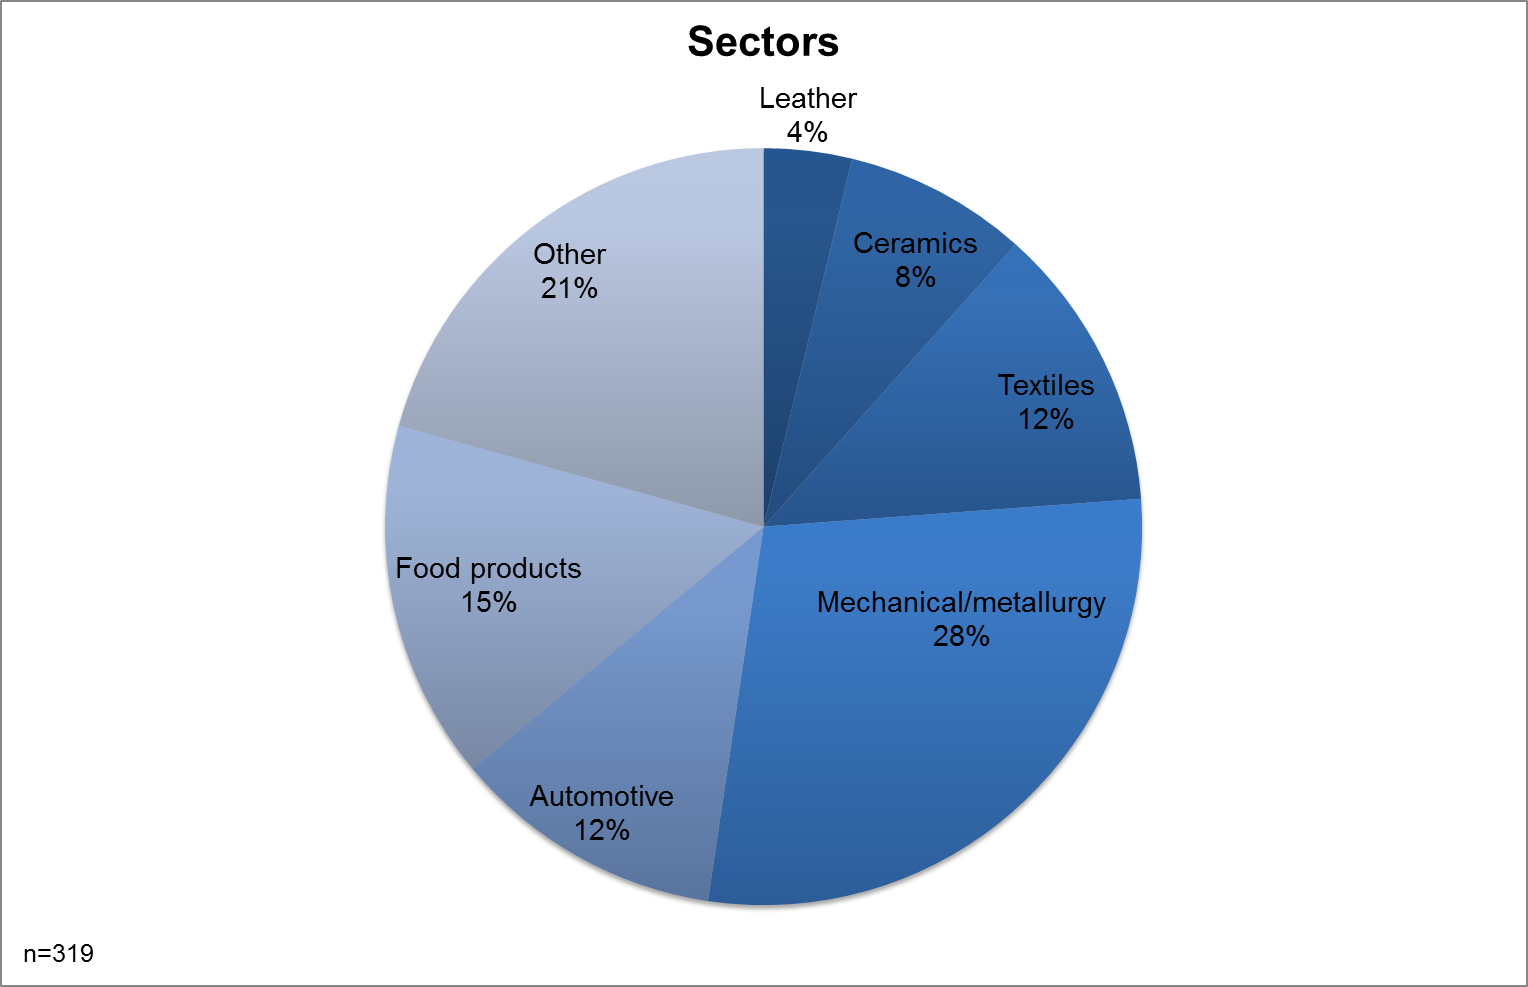 Sectors
Leather
4%
Ceramics
8%
Textiles
12%
Mechanical/metallurgy
28%
Automotive
12%
Food products
15%
Other
21%
n=319